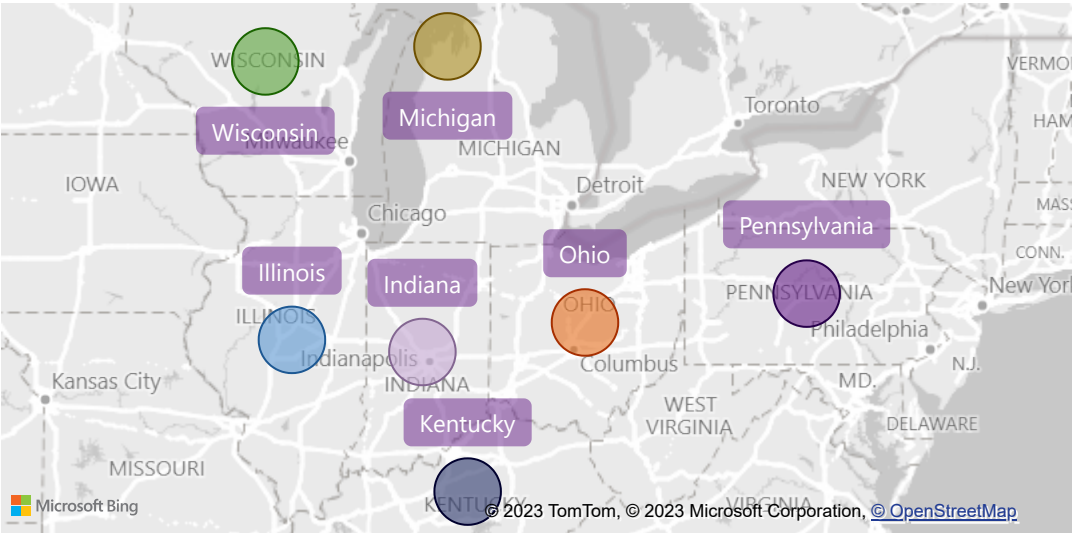 WISCONSIN
Wisconsin
Milwaukee
Michigan
MICHIGAN
Toronto
VERMO
HAM
IOWA
Detroit
NEW YORK
MASS
Chicago
Pennsylvania
CONN.
Illinois
Indiana
Ohio
ILLINOIS
OHIO
PENNSYLVANIA
New York
Indianapolis
INDIANA
Columbus
Philadelphia
N.J.
Kansas City
MD.
Kentucky
WEST
VIRGINIA
DELAWARE
MISSOURI
KENTUCKY
VIRGINIA
Microsoft Bing
© 2023 TomTom, © 2023 Microsoft Corporation, © OpenStreetMap